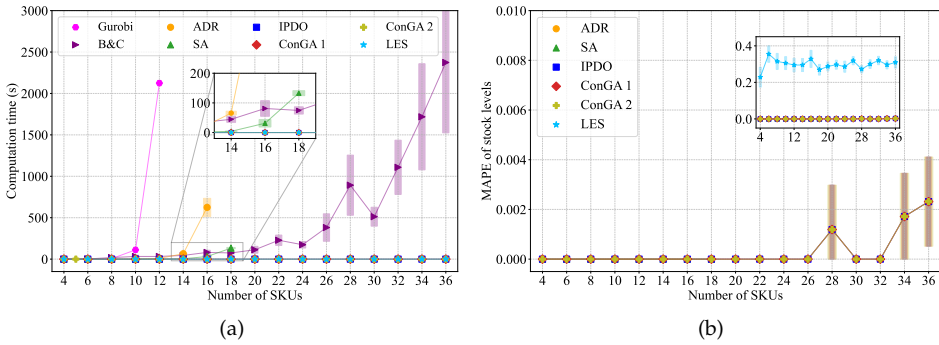 Gurobi ADR IPDO ConGA 2
B&C SA ConGA 1 LES
Computation time (s)
3000
2500
2000
1500
1000
500
0
200
100
0
14 16 18
4 6 8 10 12 14 16 18 20 22 24 26 28 30 32 34 36
Number of SKUs
(a)
ADR
SA
IPDO
ConGA 1
ConGA 2
LES
MAPE of stock levels
0.010
0.008
0.006
0.004
0.002
0.000
0.4
0.2
0.0
4 12 20 28 36
4 6 8 10 12 14 16 18 20 22 24 26 28 30 32 34 36
Number of SKUs
(b)